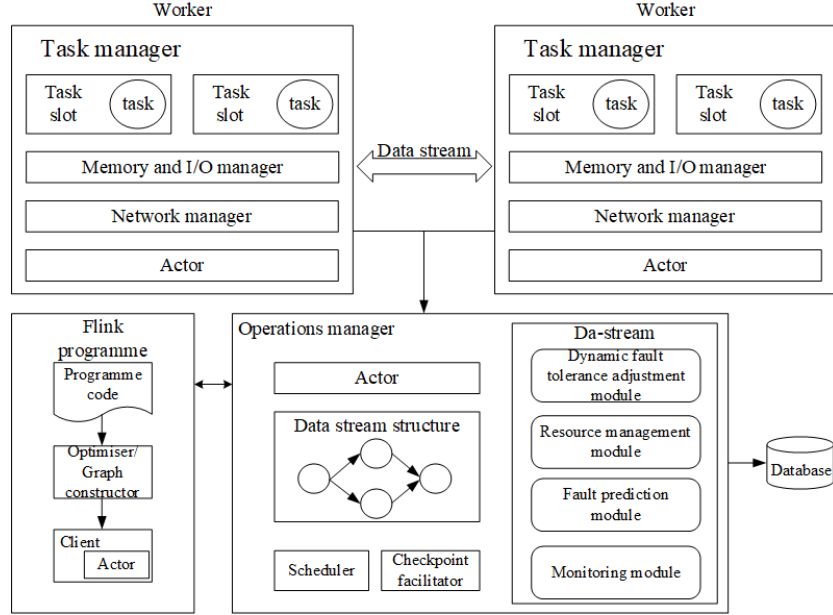 Worker
Task manager
Task
slot
task
Task
slot
task
Memory and I/O manager
Network manager
Actor
Data stream
Worker
Task manager
Task
slot
task
Task
slot
task
Memory and I/O manager
Network manager
Actor
Flink
programme
Programme
code
Optimiser/
Graph
constructor
Client
Actor
Operations manager
Actor
Data stream structure
Scheduler
Checkpoint
facilitator
Da-stream
Dynamic fault
tolerance adjustment
module
Resource management
module
Fault prediction
module
Monitoring module
Database